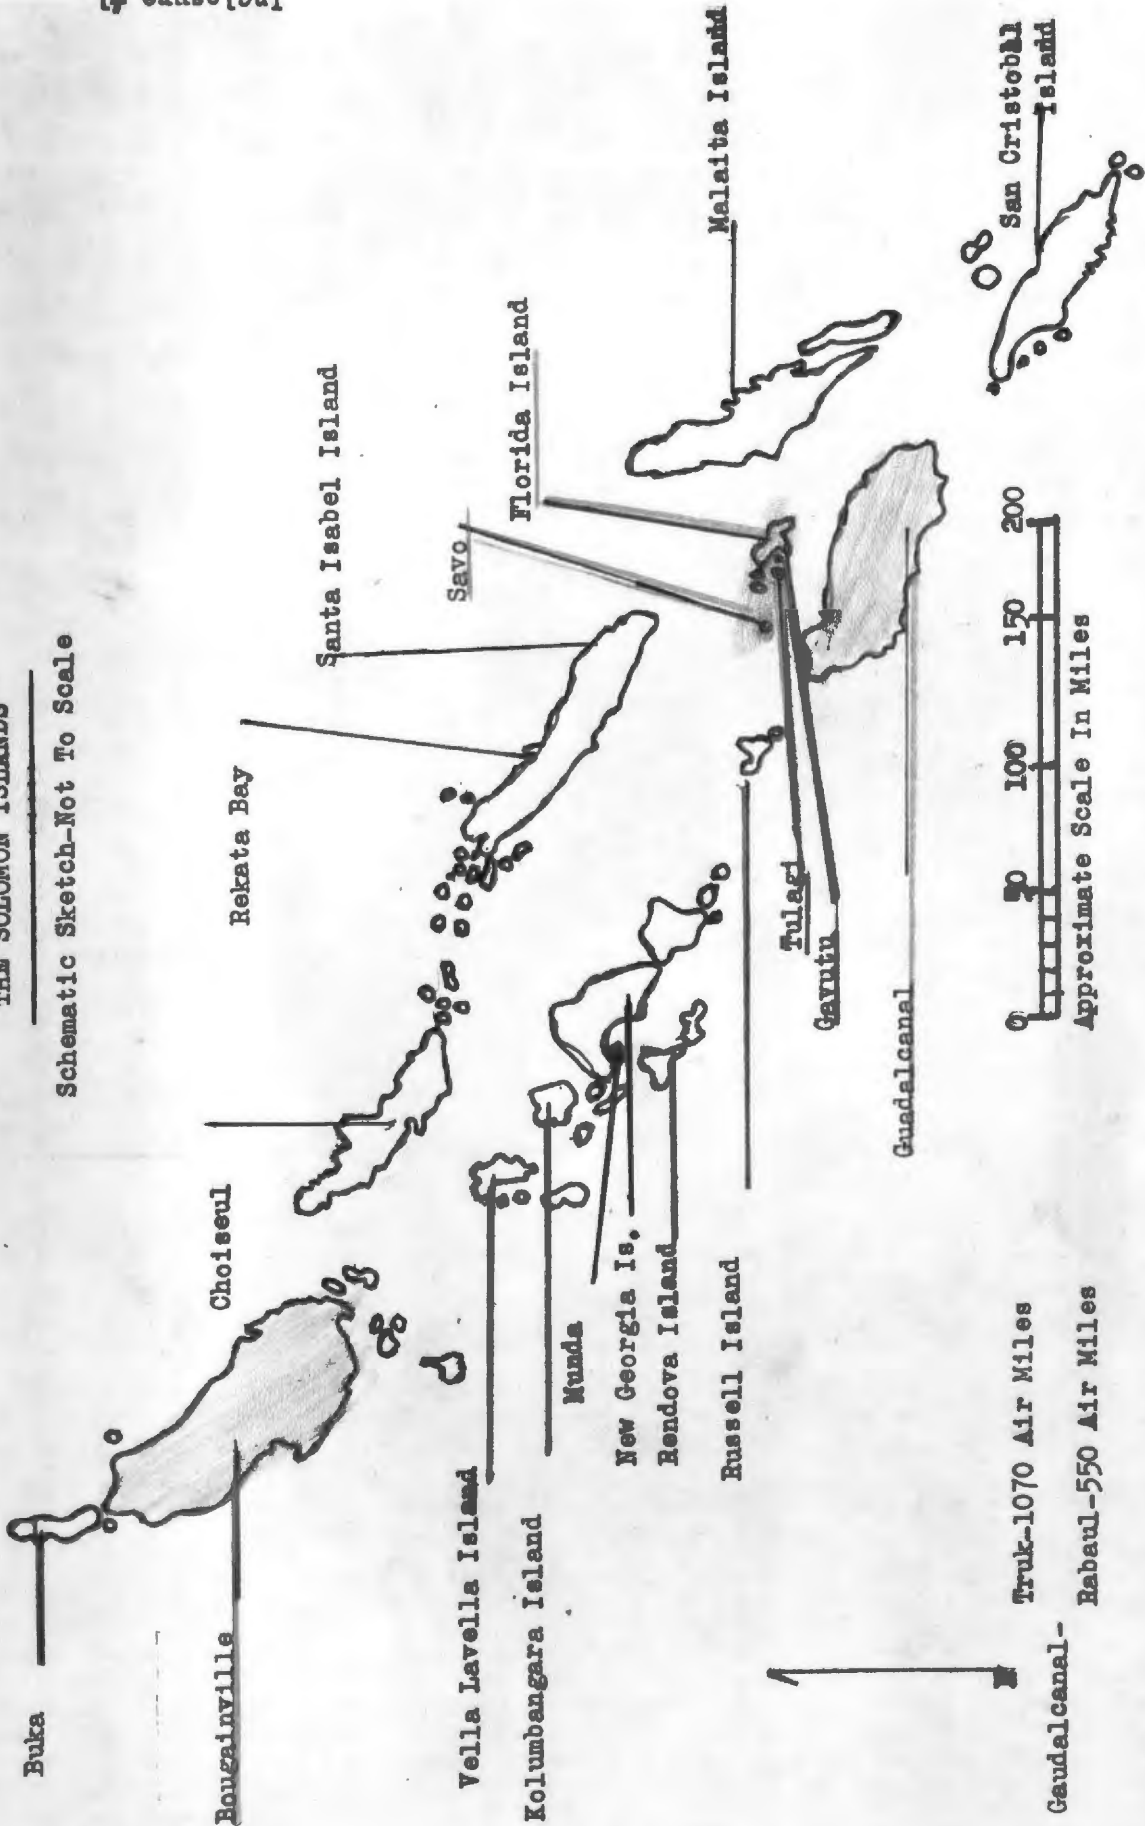 Inclosure #
THE SOLOMON ISLANDS
Schematic Sketch-Not To Scale
Buka
Bougainville
Choiseul
Rekata Bay
Santa Isabel Island
Savo
Florida Island
Malaita Island
San Cristobal
Island
Vella Lavella Island
Kolumbangara Island
Munda
New Georgia Is.
Rendova Island
Russell Island
Tulagi
Gavutu
Guadalcanal
0 50 100 150 200
Approximate Scale In Miles
N
Truk-1070 Air Miles
Gaudalcanal-
Rabaul-550 Air Miles